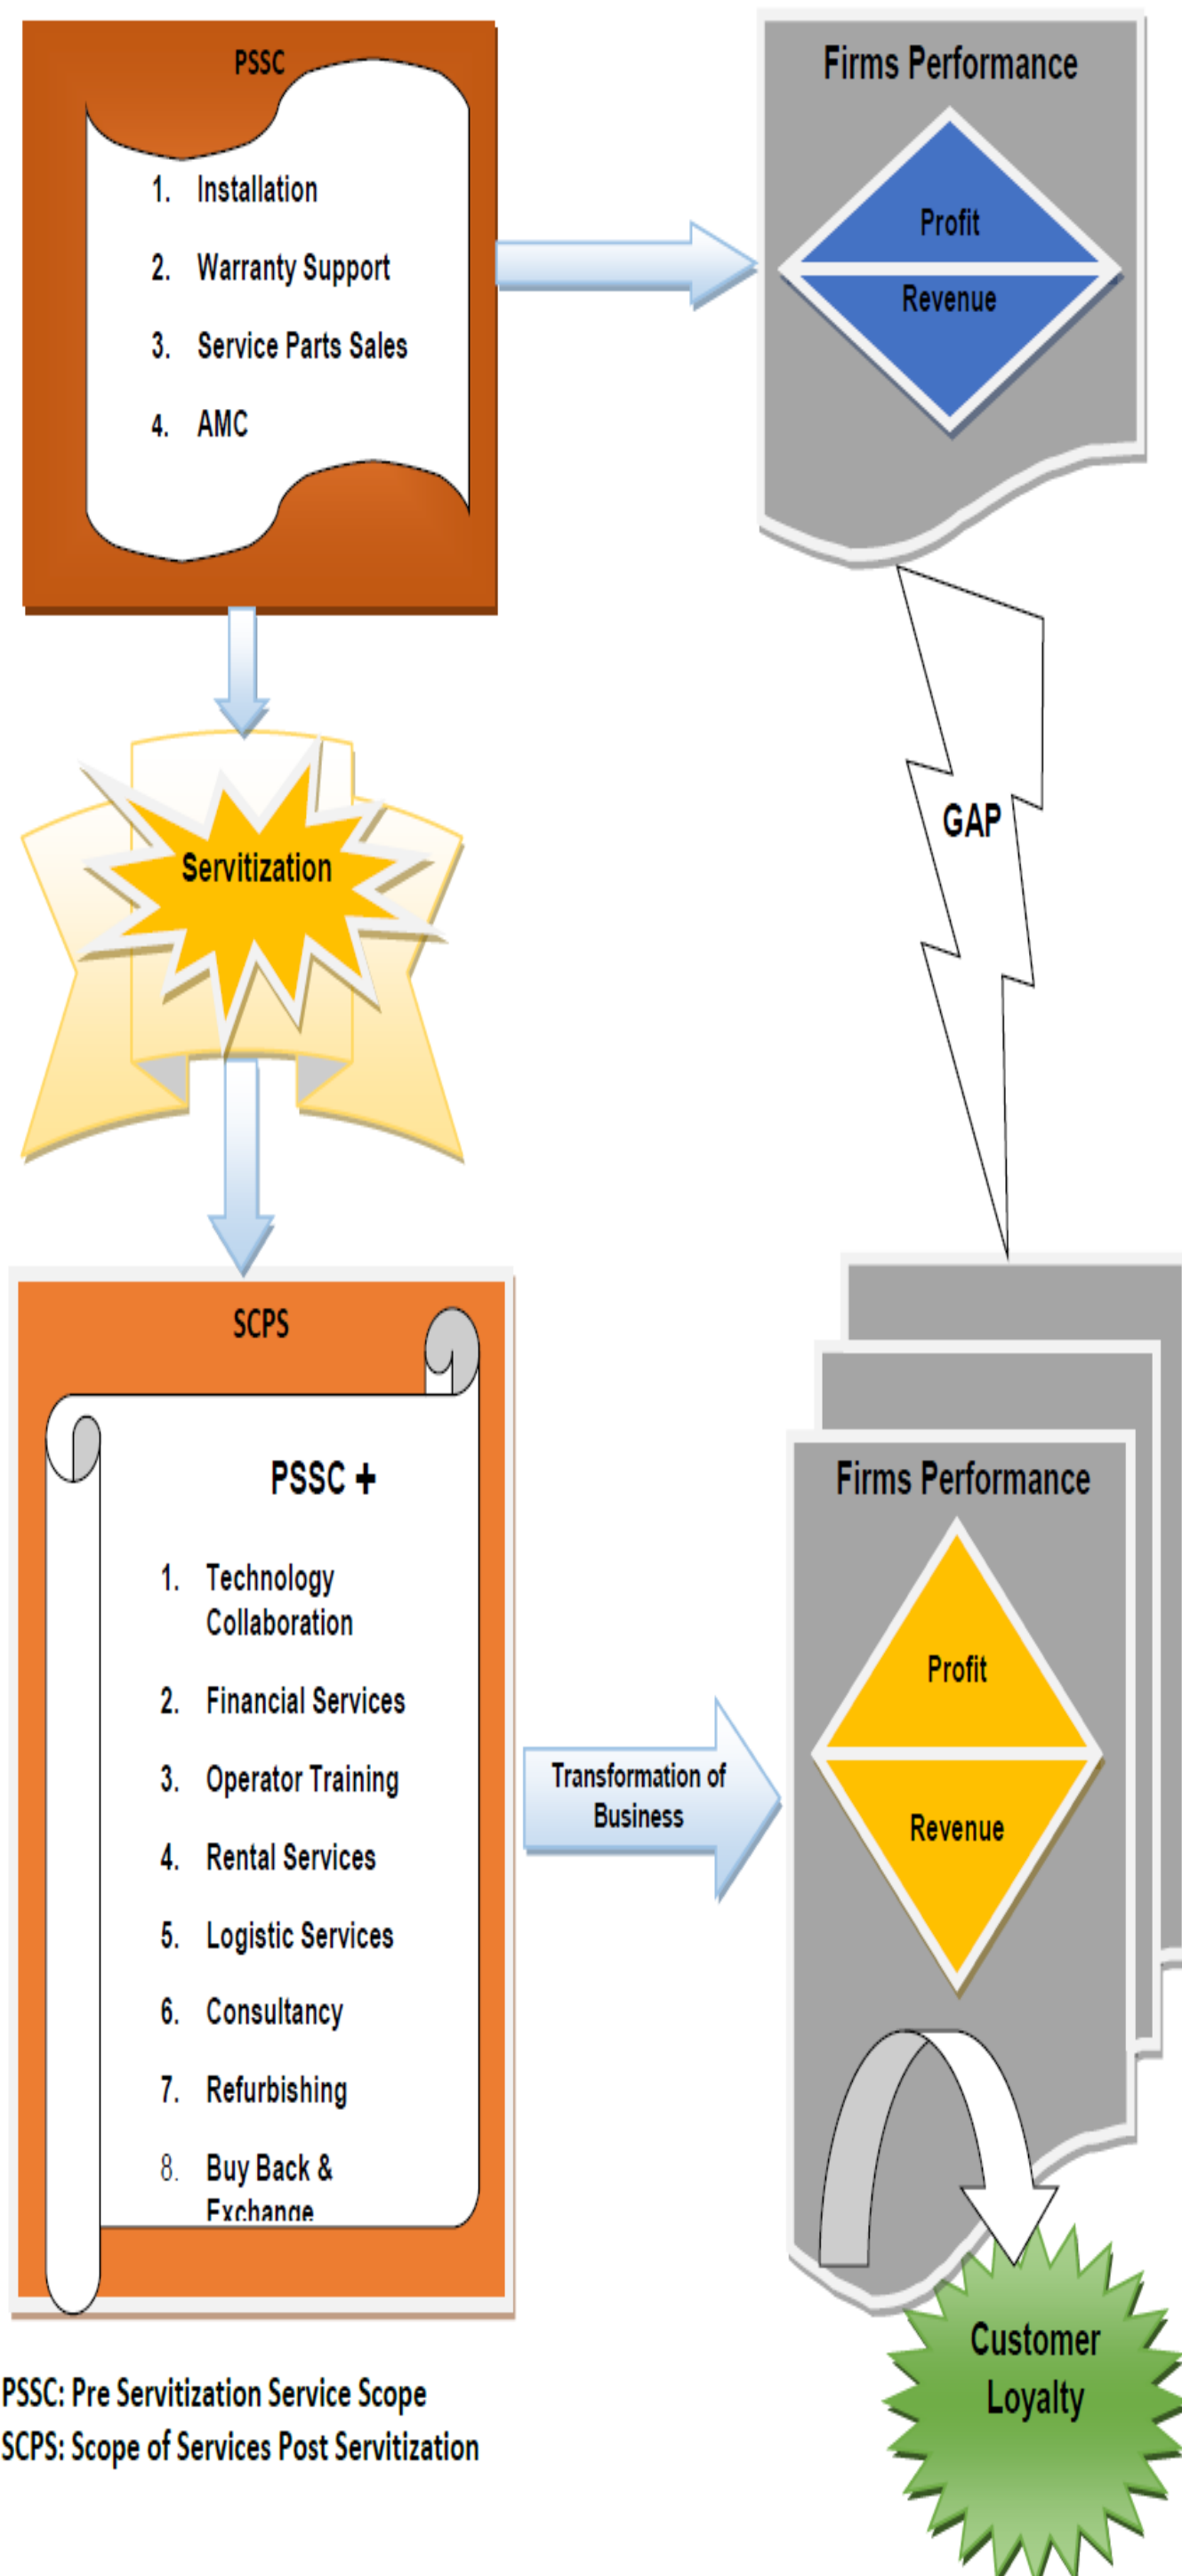 PSSC
1. Installation
2. Warranty Support
3. Service Parts Sales
4. AMC
Firms Performance
Profit
Revenue
Servitization
GAP
SCPS
PSSC +
1. Technology
Collaboration
2. Financial Services
3. Operator Training
4. Rental Services
5. Logistic Services
6. Consultancy
7. Refurbishing
8. Buy Back &
Exchange
Transformation of
Business
Firms Performance
Profit
Revenue
Customer
Loyalty
PSSC: Pre Servitization Service Scope
SCPS: Scope of Services Post Servitization